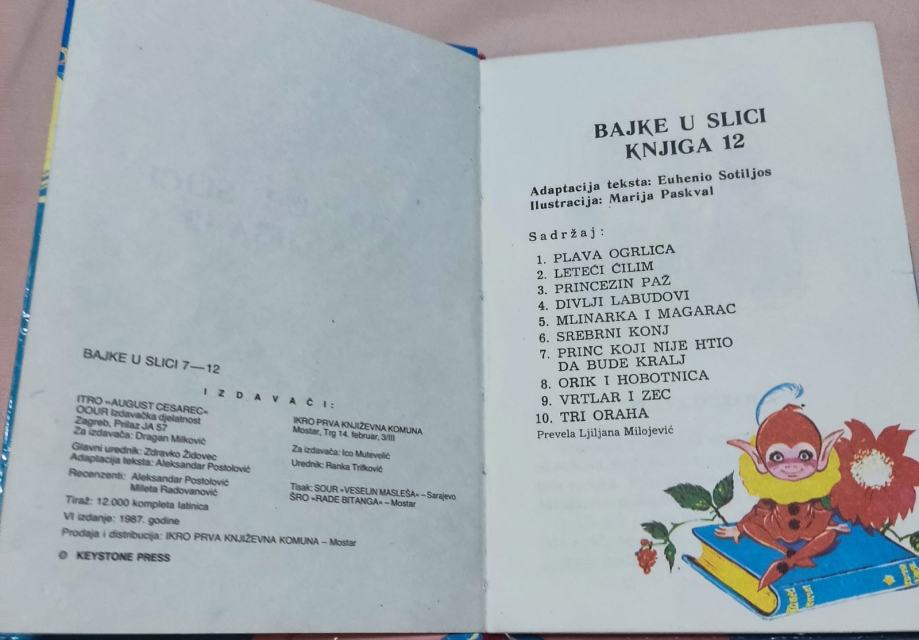 BAJKE U SLICI 7—12
IZDAVAČI:
ITRO »AUGUST CESAREC«
OOUR Izdavačka djelatnost
Zagreb, Prilaz JA 57
Za izdavača: Dragan Milković
Glavni urednik: Zdravko Židovec
Adaptacija teksta: Aleksandar Postolović
Recenzenti: Aleksandar Postolović
Mileta Radovanović
Tiraž: 12.000 kompleta latinica
VI izdanje: 1987. godine
Prodaja i distribucija: IKRO PRVA KNJIŽEVNA KOMUNA – Mostar
© KEYSTONE PRESS
IKRO PRVA KNJIŽEVNA KOMUNA
Mostar, Trg 14. februar, 3/III
Za izdavača: Ico Mutevelić
Urednik: Ranka Trifković
Tisak: SOUR »VESELIN MASLEŠA« – Sarajevo
ŠRO »RADE BITANGA« – Mostar
BAJKE U SLICI
KNJIGA 12
Adaptacija teksta: Euhenio Sotiljos
Ilustracija: Marija Paskval
Sadržaj:
1. PLAVA OGRLICA
2. LETEĆI ĆILIM
3. PRINCEZIN PAŽ
4. DIVLJI LABUDOVI
5. MLINARKA I MAGARAC
6. SREBRNI KONJ
7. PRINC KOJI NIJE HTIO
DA BUDE KRALJ
8. ORIK I HOBOTNICA
9. VRTLAR I ZEC
10. TRI ORAHA
Prevela Ljiljana Milojević